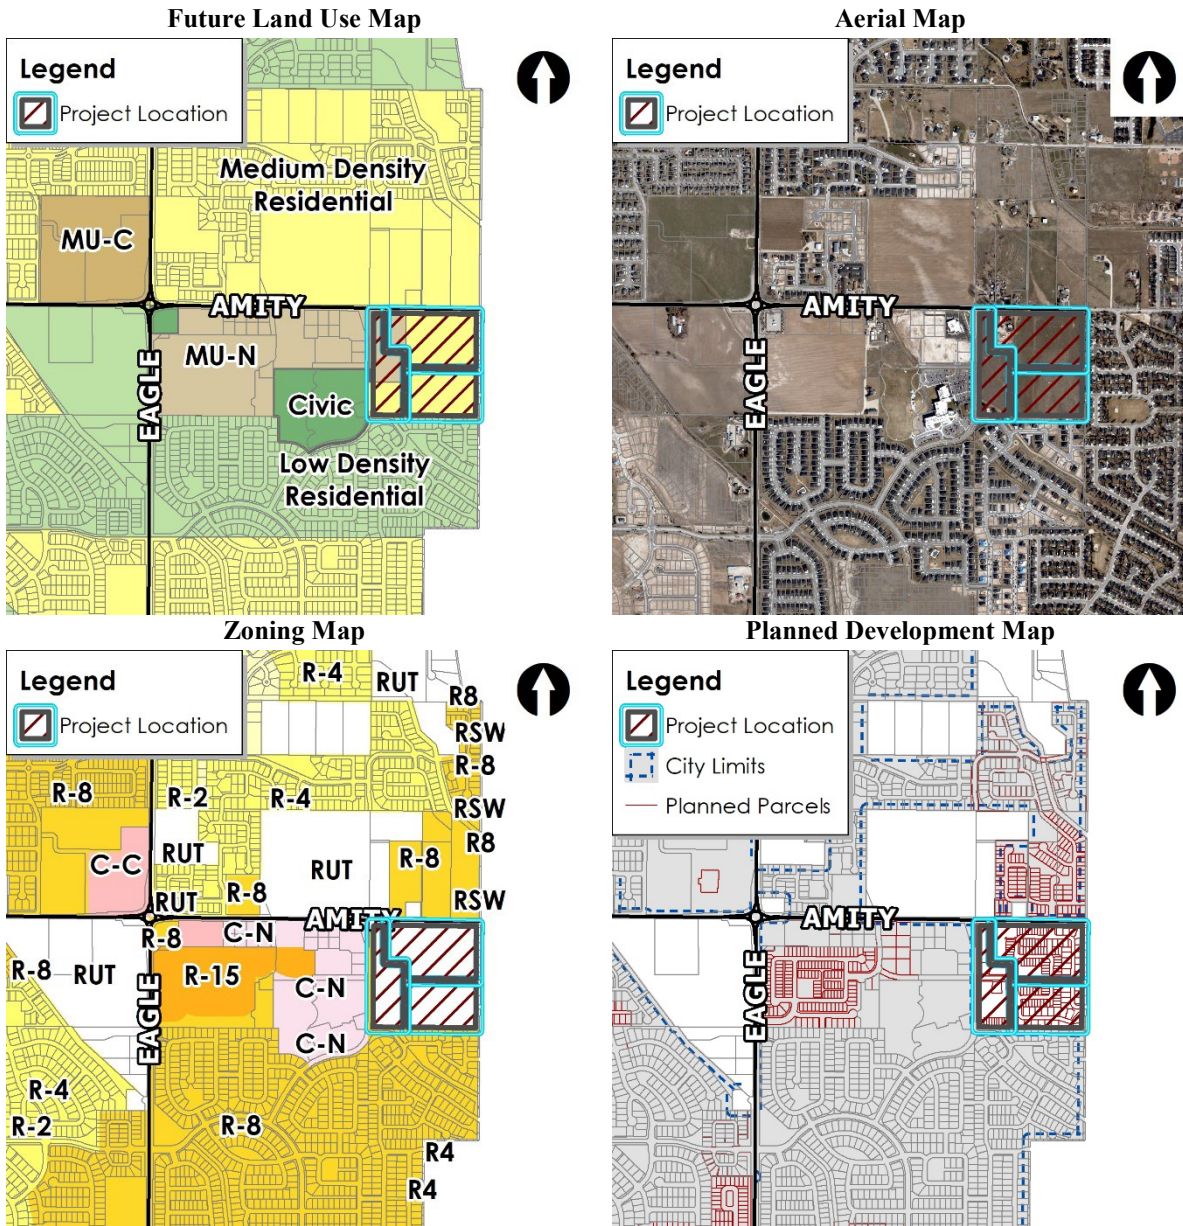 Future Land Use Map
Legend
Project Location
Medium Density
Residential
MU-C
AMITY
MU-N
EAGLE
Civic
Low Density
Residential
Aerial Map
Legend
Project Location
AMITY
EAGLE
Zoning Map
Legend
Project Location
R-4
RUT
R8
RSW
R-8
R-8
R-2
R-4
RSW
C-C
RUT
RUT
R-8
R8
RUT
R-8
RSW
AMITY
R-8
C-N
R-8
RUT
R-15
C-N
EAGLE
C-N
R-4
R-2
R-8
R4
R4
Planned Development Map
Legend
Project Location
City Limits
Planned Parcels
AMITY
EAGLE